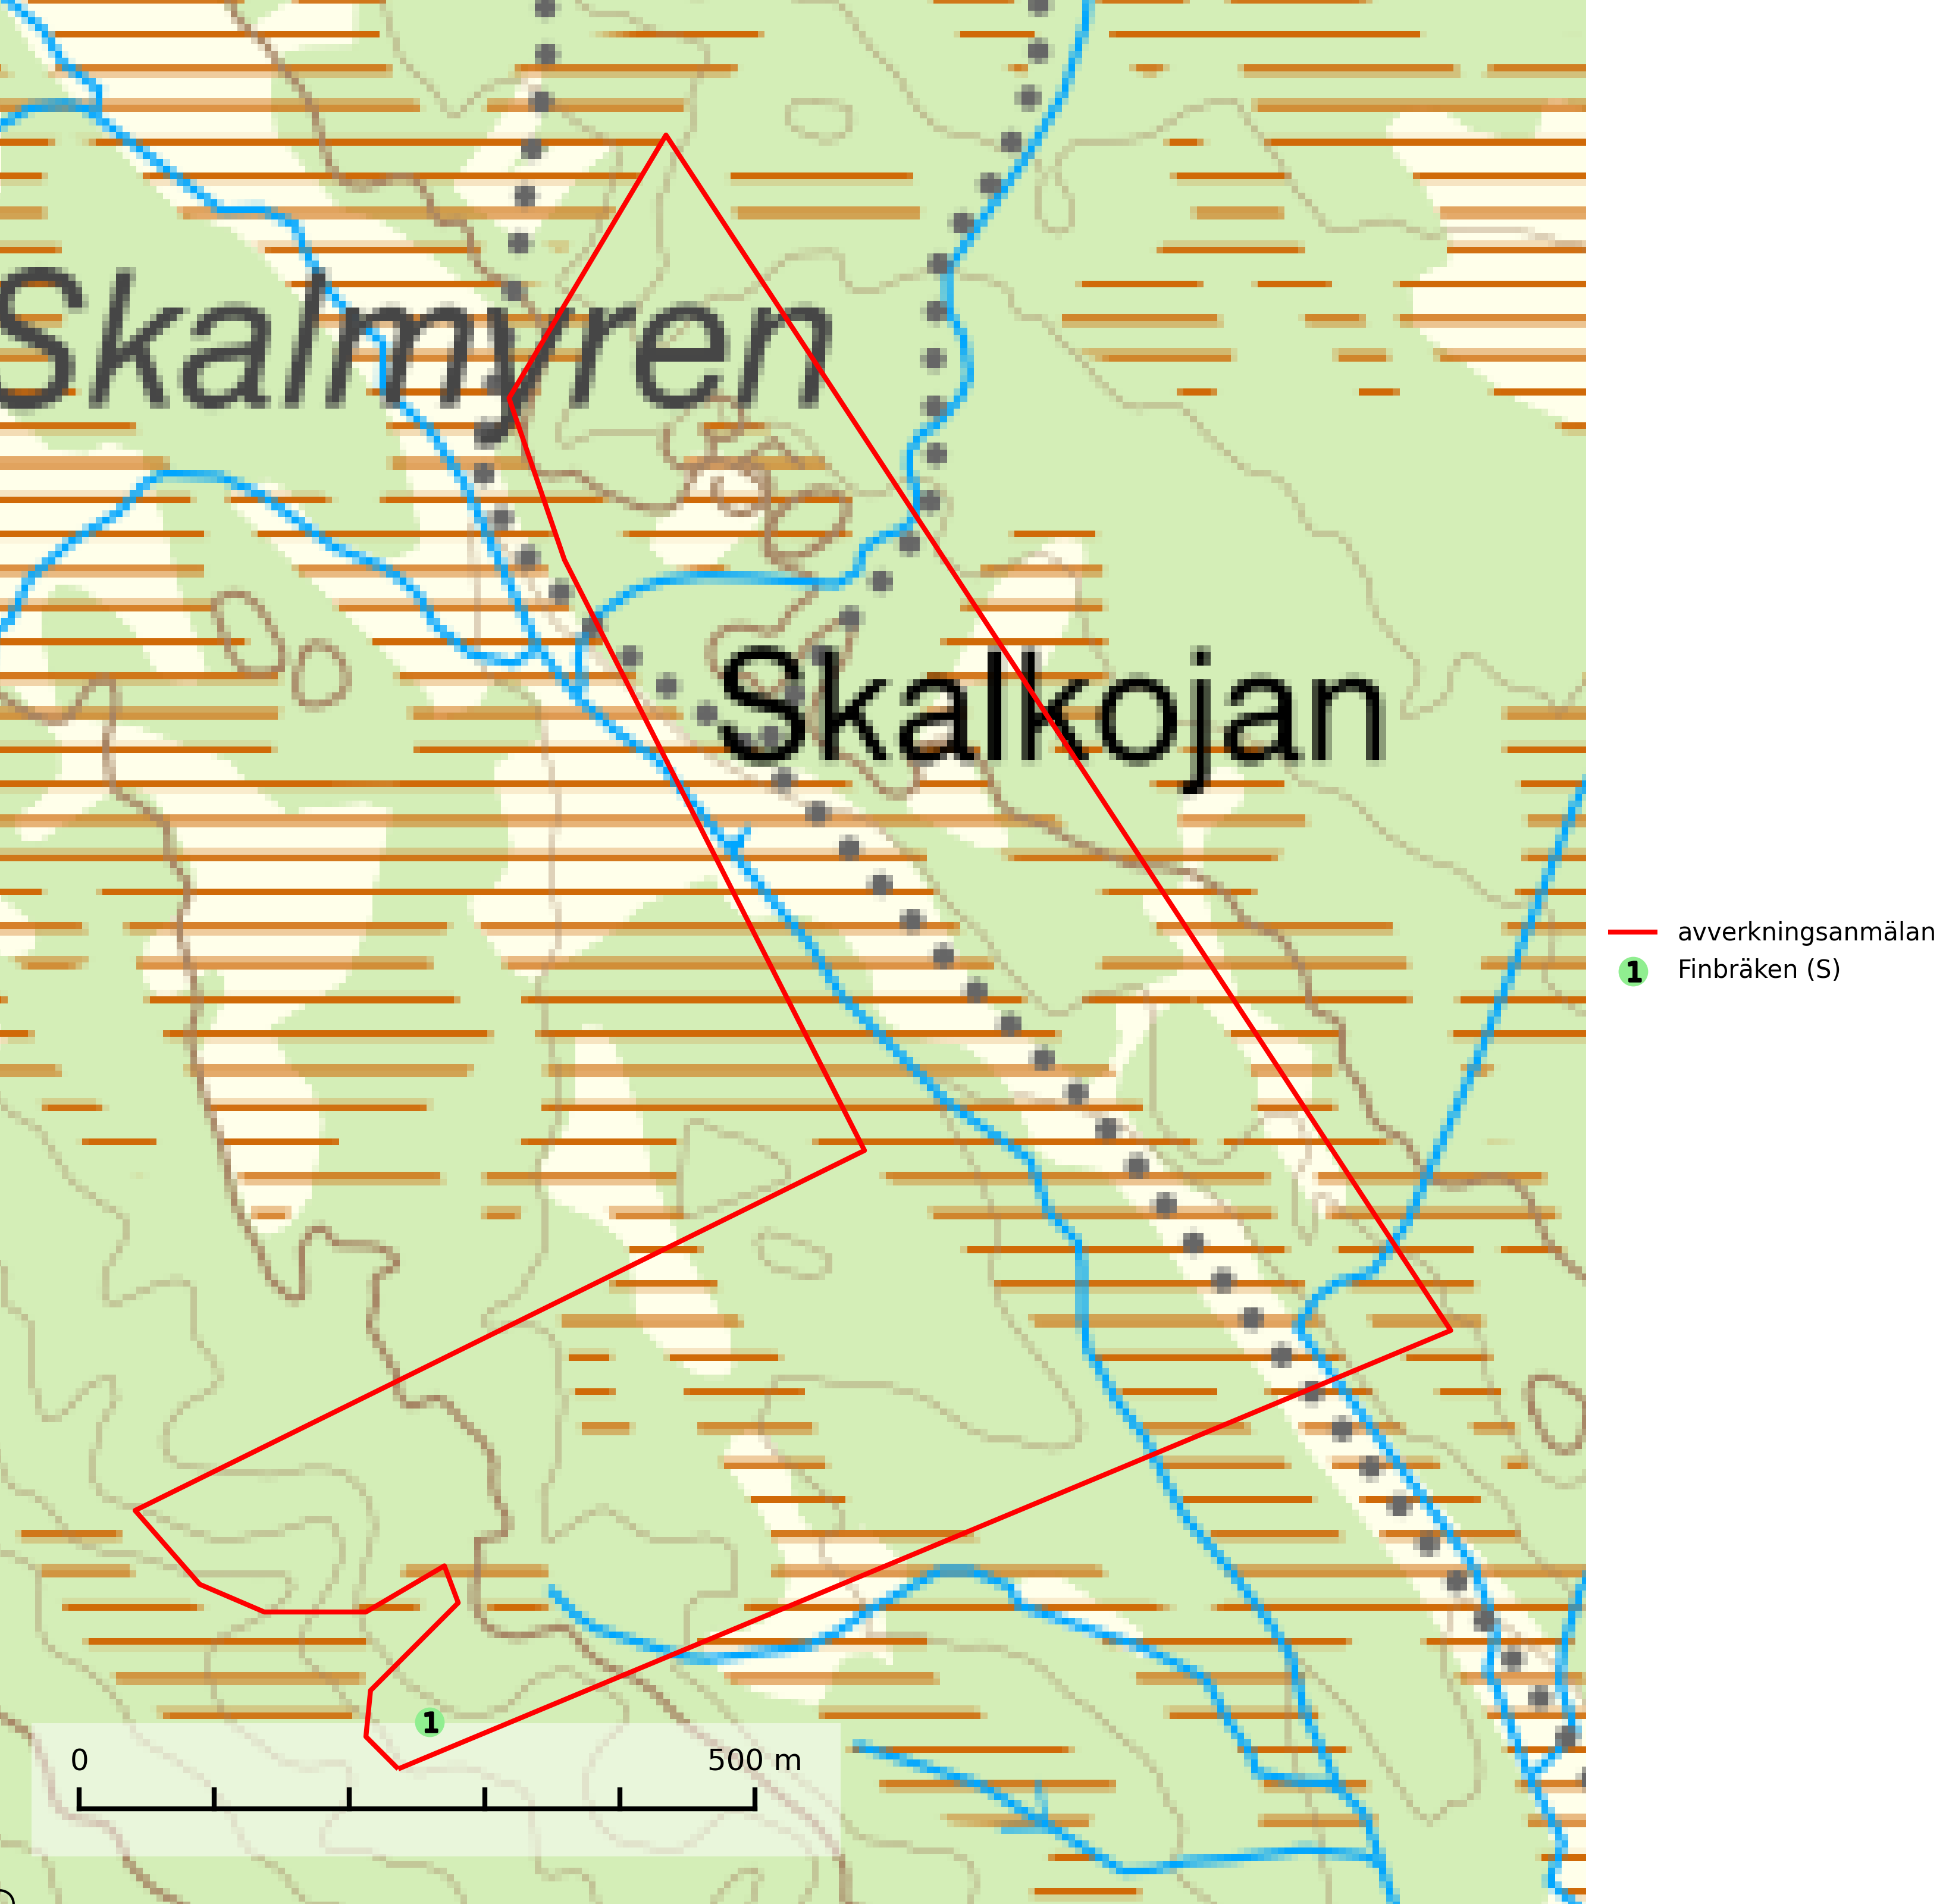 Skalmyren
Skalkojan
avverkningsanmälan
1 Finbräken (S)
1
0 500 m